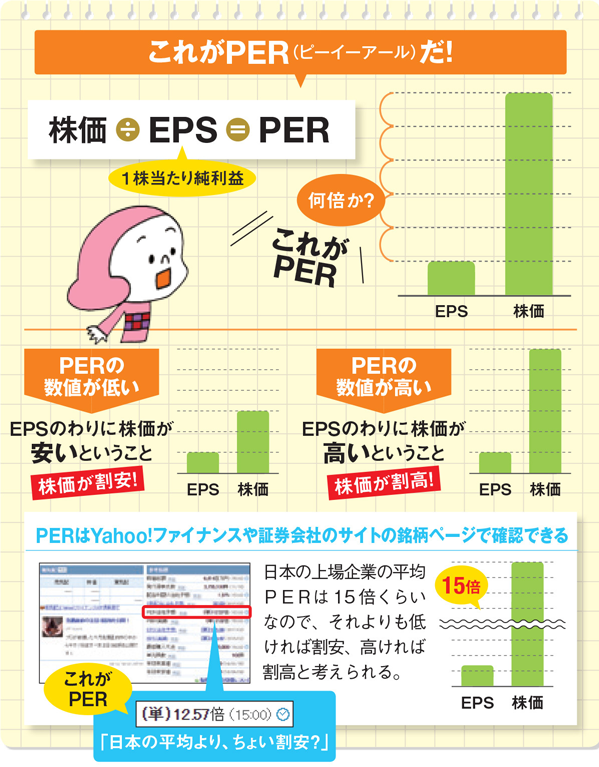 これがPER(ピーイーアール)だ!
株価÷EPS=PER
1株当たり純利益
何倍か?
これが
PER
EPS 株価
PERの
数値が低い
EPSのわりに株価が
安いということ
株価が割安!
EPS 株価
PERの
数値が高い
EPSのわりに株価が
高いということ
株価が割高!
EPS 株価
PERはYahoo!ファイナンスや証券会社のサイトの銘柄ページで確認できる
日本の上場企業の平均
PERは15倍くらい
なので、それよりも低
ければ割安、高ければ
割高と考えられる。
15倍
EPS 株価
これが
PER
(単)12.57倍(15:00)
「日本の平均より、ちょい割安?」